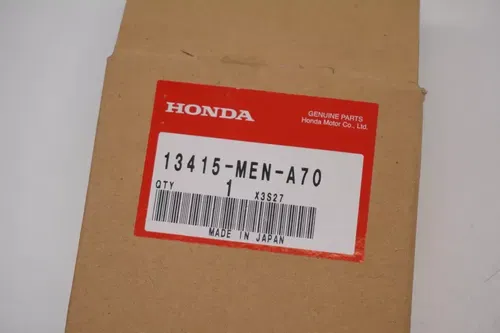 HONDA
GENUINE PARTS
Honda Motor Co., Ltd.
13415-MEN-A70
QTY 1 X3S27
MADE IN JAPAN